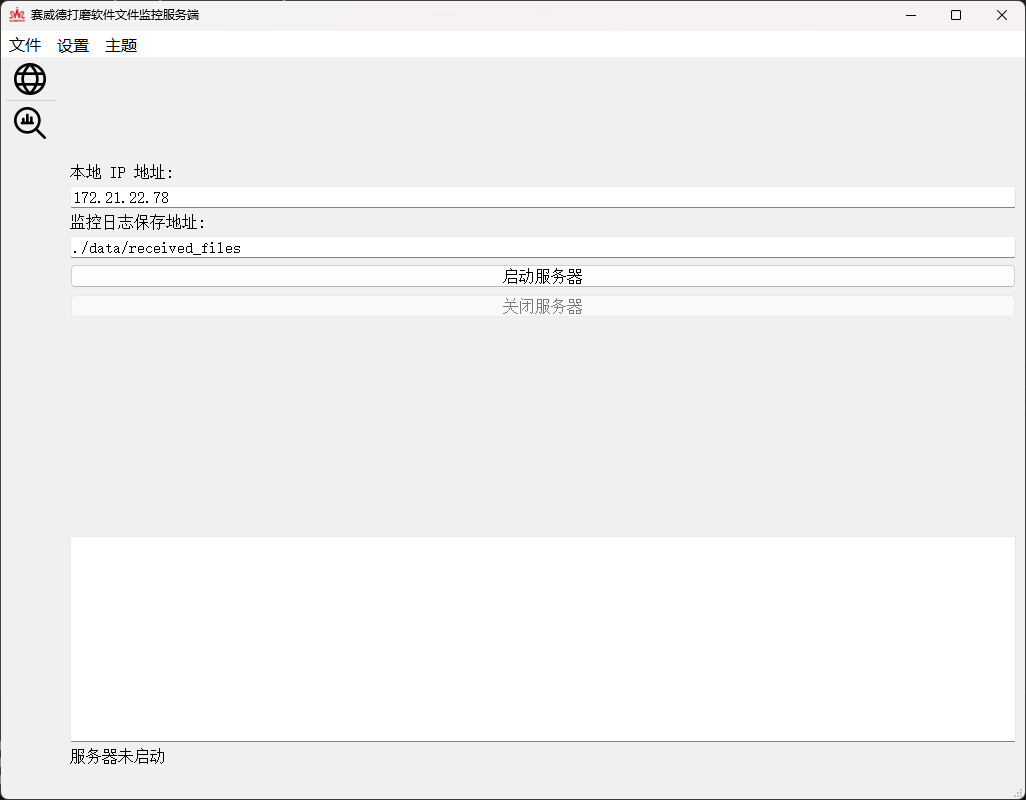 赛威德打磨软件文件监控服务端
文件 设置 主题
本地 IP 地址:
172.21.22.78
监控日志保存地址:
./data/received_files
启动服务器
关闭服务器
服务器未启动